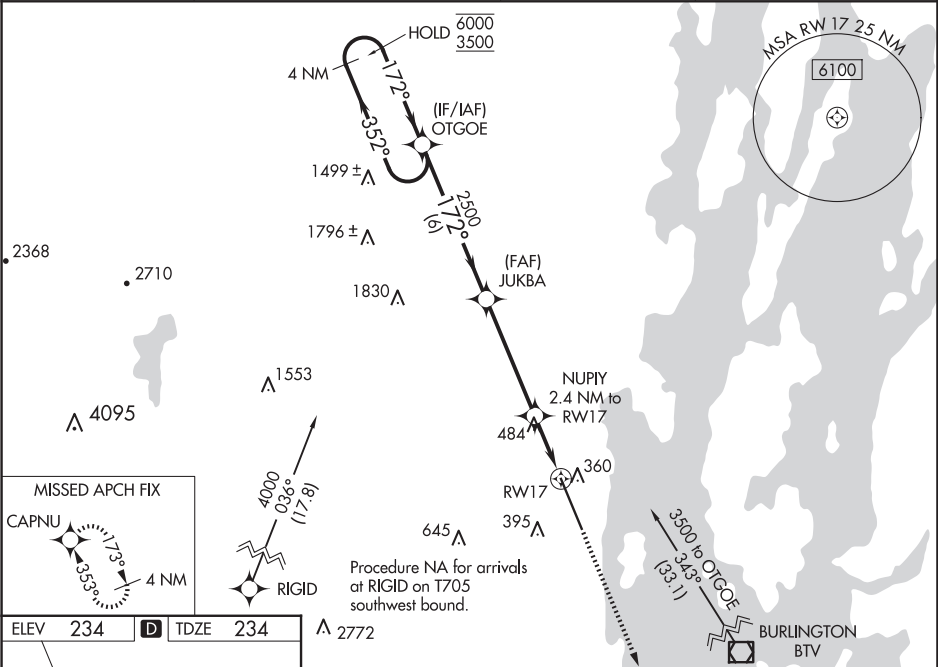 HOLD 6000
3500
MSA RW 17 25 NM
6100
4 NM
172°
352°
(IF/IAF)
OTGOE
1499 ±
2500
172°
(6)
1796 ±
2368
2710
(FAF)
JUKBA
1830
1553
NUPIY
2.4 NM to
RW17
4095
484
360
RW17
MISSED APCH FIX
CAPNU
173°
353°
4 NM
4000
036°
(17.8)
RIGID
645
395
Procedure NA for arrivals
at RIGID on T705
southwest bound.
3500 to OTGOE
343°
(33.1)
BURLINGTON
BTV
ELEV 234 D TDZE 234
2772